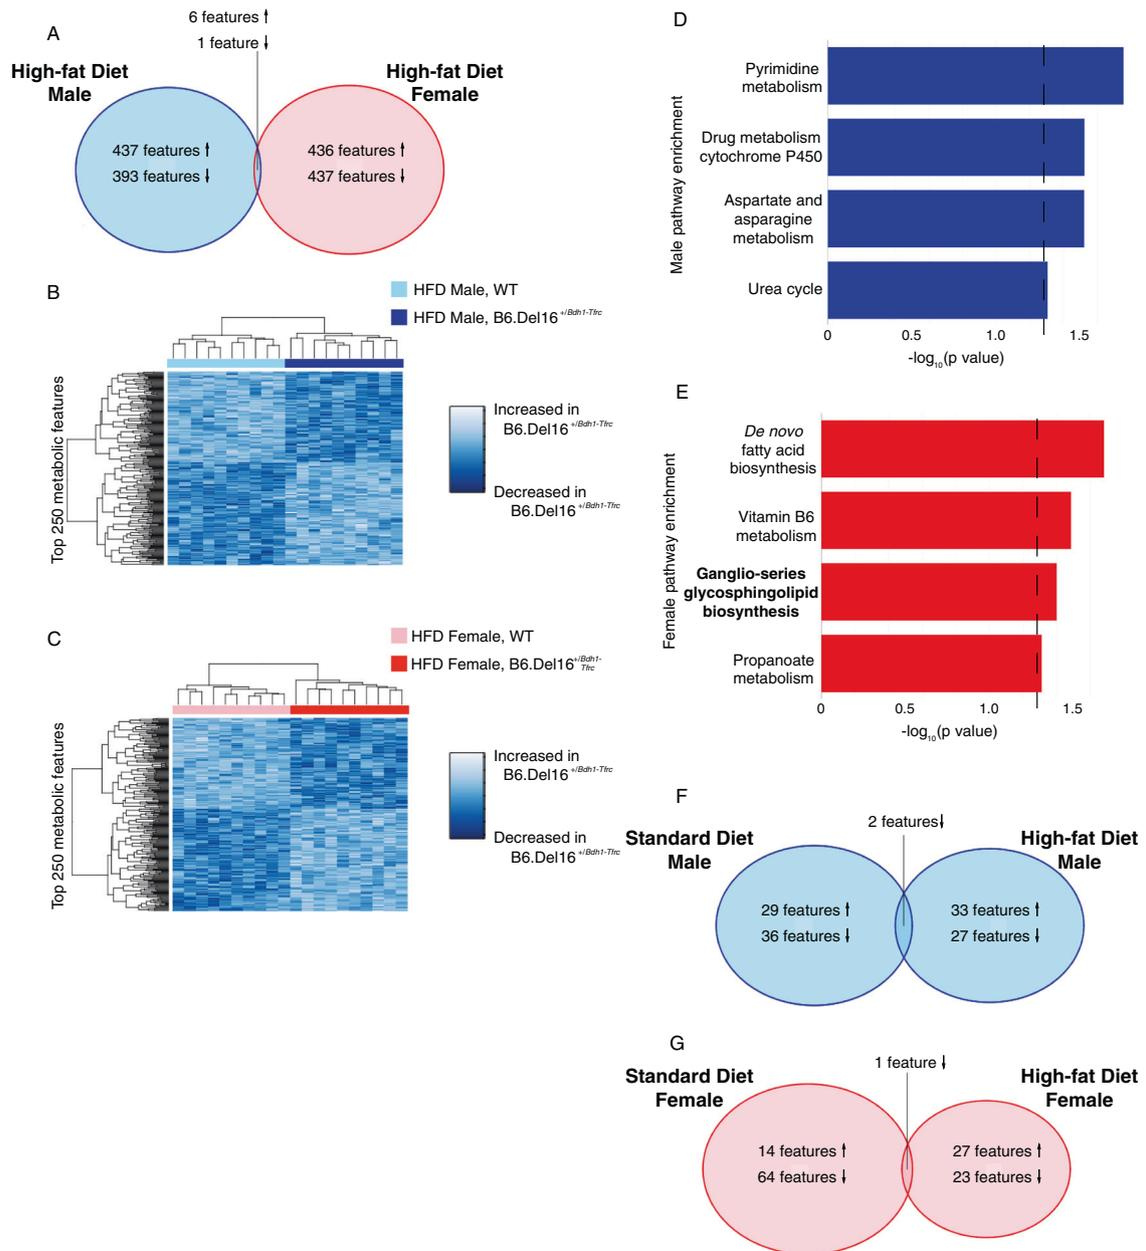 A
6 features ↑
1 feature ↓
High-fat Diet
Male
High-fat Diet
Female
437 features ↑
393 features ↓
436 features ↑
437 features ↓
B
HFD Male, WT
HFD Male, B6.Del16+/Bdh1-Tfrc
Top 250 metabolic features
Increased in
B6.Del16+/Bdh1-Tfrc
Decreased in
B6.Del16+/Bdh1-Tfrc
C
HFD Female, WT
HFD Female, B6.Del16+/Bdh1-
Tfrc
Top 250 metabolic features
Increased in
B6.Del16+/Bdh1-Tfrc
Decreased in
B6.Del16+/Bdh1-Tfrc
D
Male pathway enrichment
Pyrimidine
metabolism
Drug metabolism
cytochrome P450
Aspartate and
asparagine
metabolism
Urea cycle
0 0.5 1.0 1.5
-log10(p value)
E
Female pathway enrichment
De novo
fatty acid
biosynthesis
Vitamin B6
metabolism
Ganglio-series
glycosphingolipid
biosynthesis
Propanoate
metabolism
0 0.5 1.0 1.5
-log10(p value)
F
2 features↓
Standard Diet
Male
High-fat Diet
Male
29 features ↑
36 features ↓
33 features ↑
27 features ↓
G
1 feature ↓
Standard Diet
Female
High-fat Diet
Female
14 features ↑
64 features ↓
27 features ↑
23 features ↓